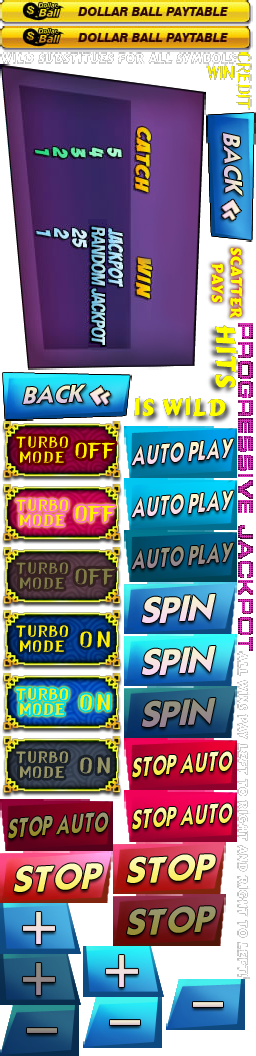 Dollar Ball DOLLAR BALL PAYTABLE
Dollar Ball DOLLAR BALL PAYTABLE
WILD SUBSTITUES FOR ALL SYMBOLS
WIN
CREDIT
CATCH WIN
5 JACKPOT
4 RANDOM JACKPOT
3 25
2 2
1 1
BACK
SCATTER
PAYS
HITS
PROGRESSIVE JACKPOT
BACK
IS WILD
TURBO MODE OFF
AUTO PLAY
TURBO MODE OFF
AUTO PLAY
TURBO MODE OFF
AUTO PLAY
TURBO MODE ON
SPIN
TURBO MODE ON
SPIN
TURBO MODE ON
SPIN
ALL WINS PAY LEFT TO RIGHT AND RIGHT TO LEFT
STOP AUTO
STOP AUTO
STOP AUTO
STOP
STOP
STOP
+
+
+
−
−
−